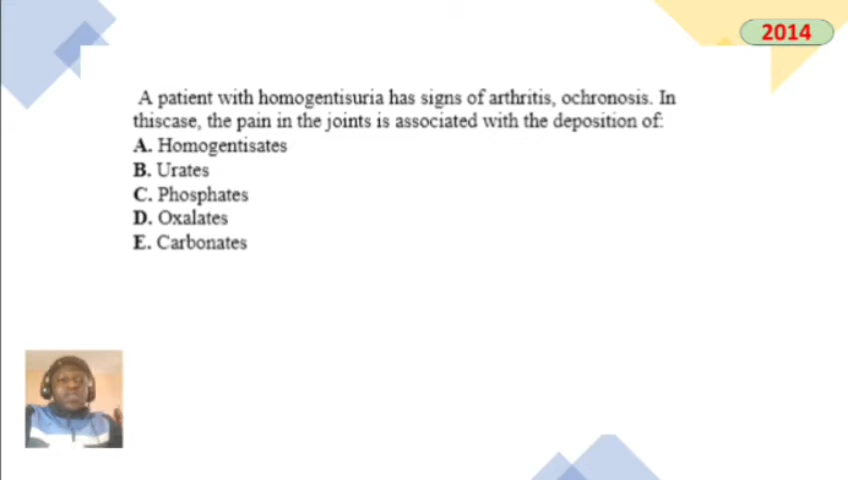 2014
A patient with homogentisuria has signs of arthritis, ochronosis. In
thiscase, the pain in the joints is associated with the deposition of:
A. Homogentisates
B. Urates
C. Phosphates
D. Oxalates
E. Carbonates